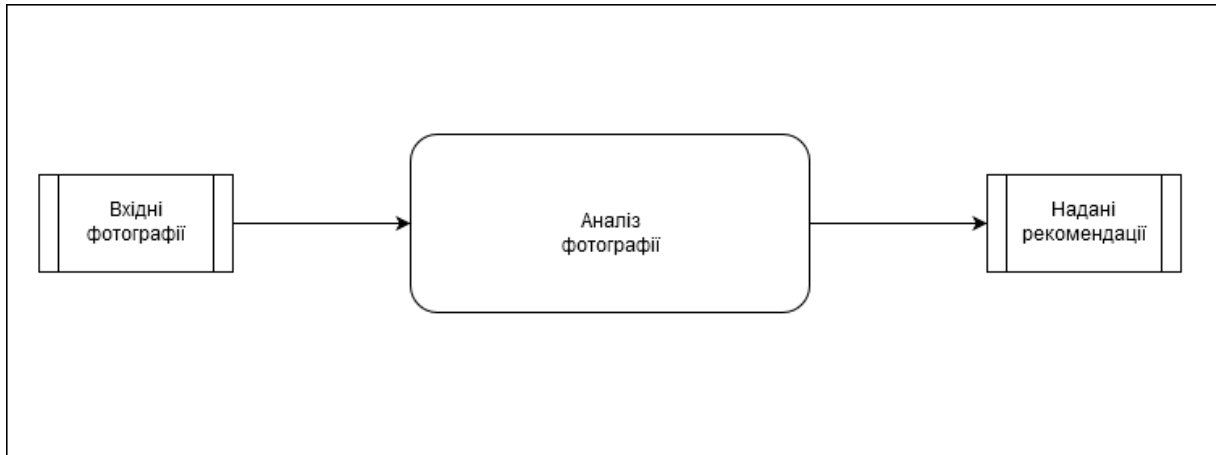 Вхідні
фотографії
Аналіз
фотографії
Надані
рекомендації